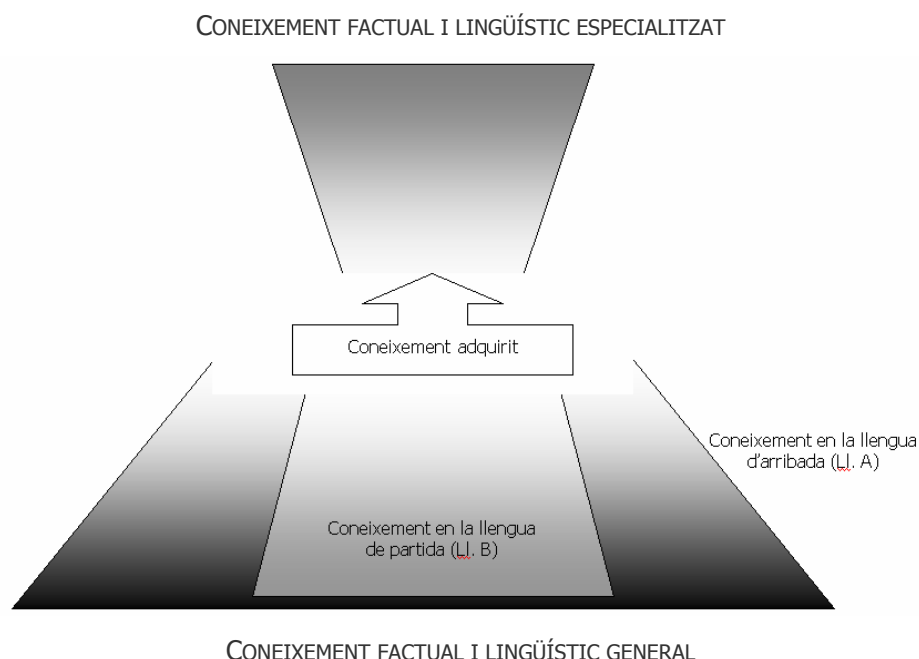 CONEIXEMENT FACTUAL I LINGÜÍSTIC ESPECIALITZAT
Coneixement adquirit
Coneixement en la llengua
d'arribada (Ll. A)
Coneixement en la llengua
de partida (Ll. B)
CONEIXEMENT FACTUAL I LINGÜÍSTIC GENERAL